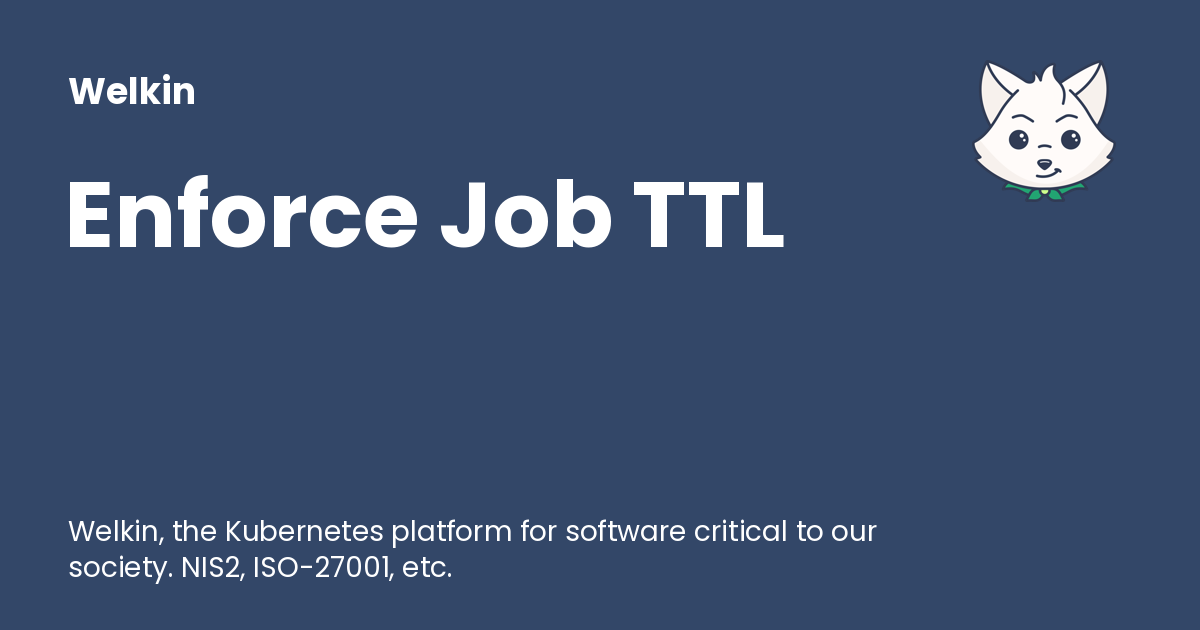 Welkin
Enforce Job TTL
Welkin, the Kubernetes platform for software critical to our
society. NIS2, ISO-27001, etc.